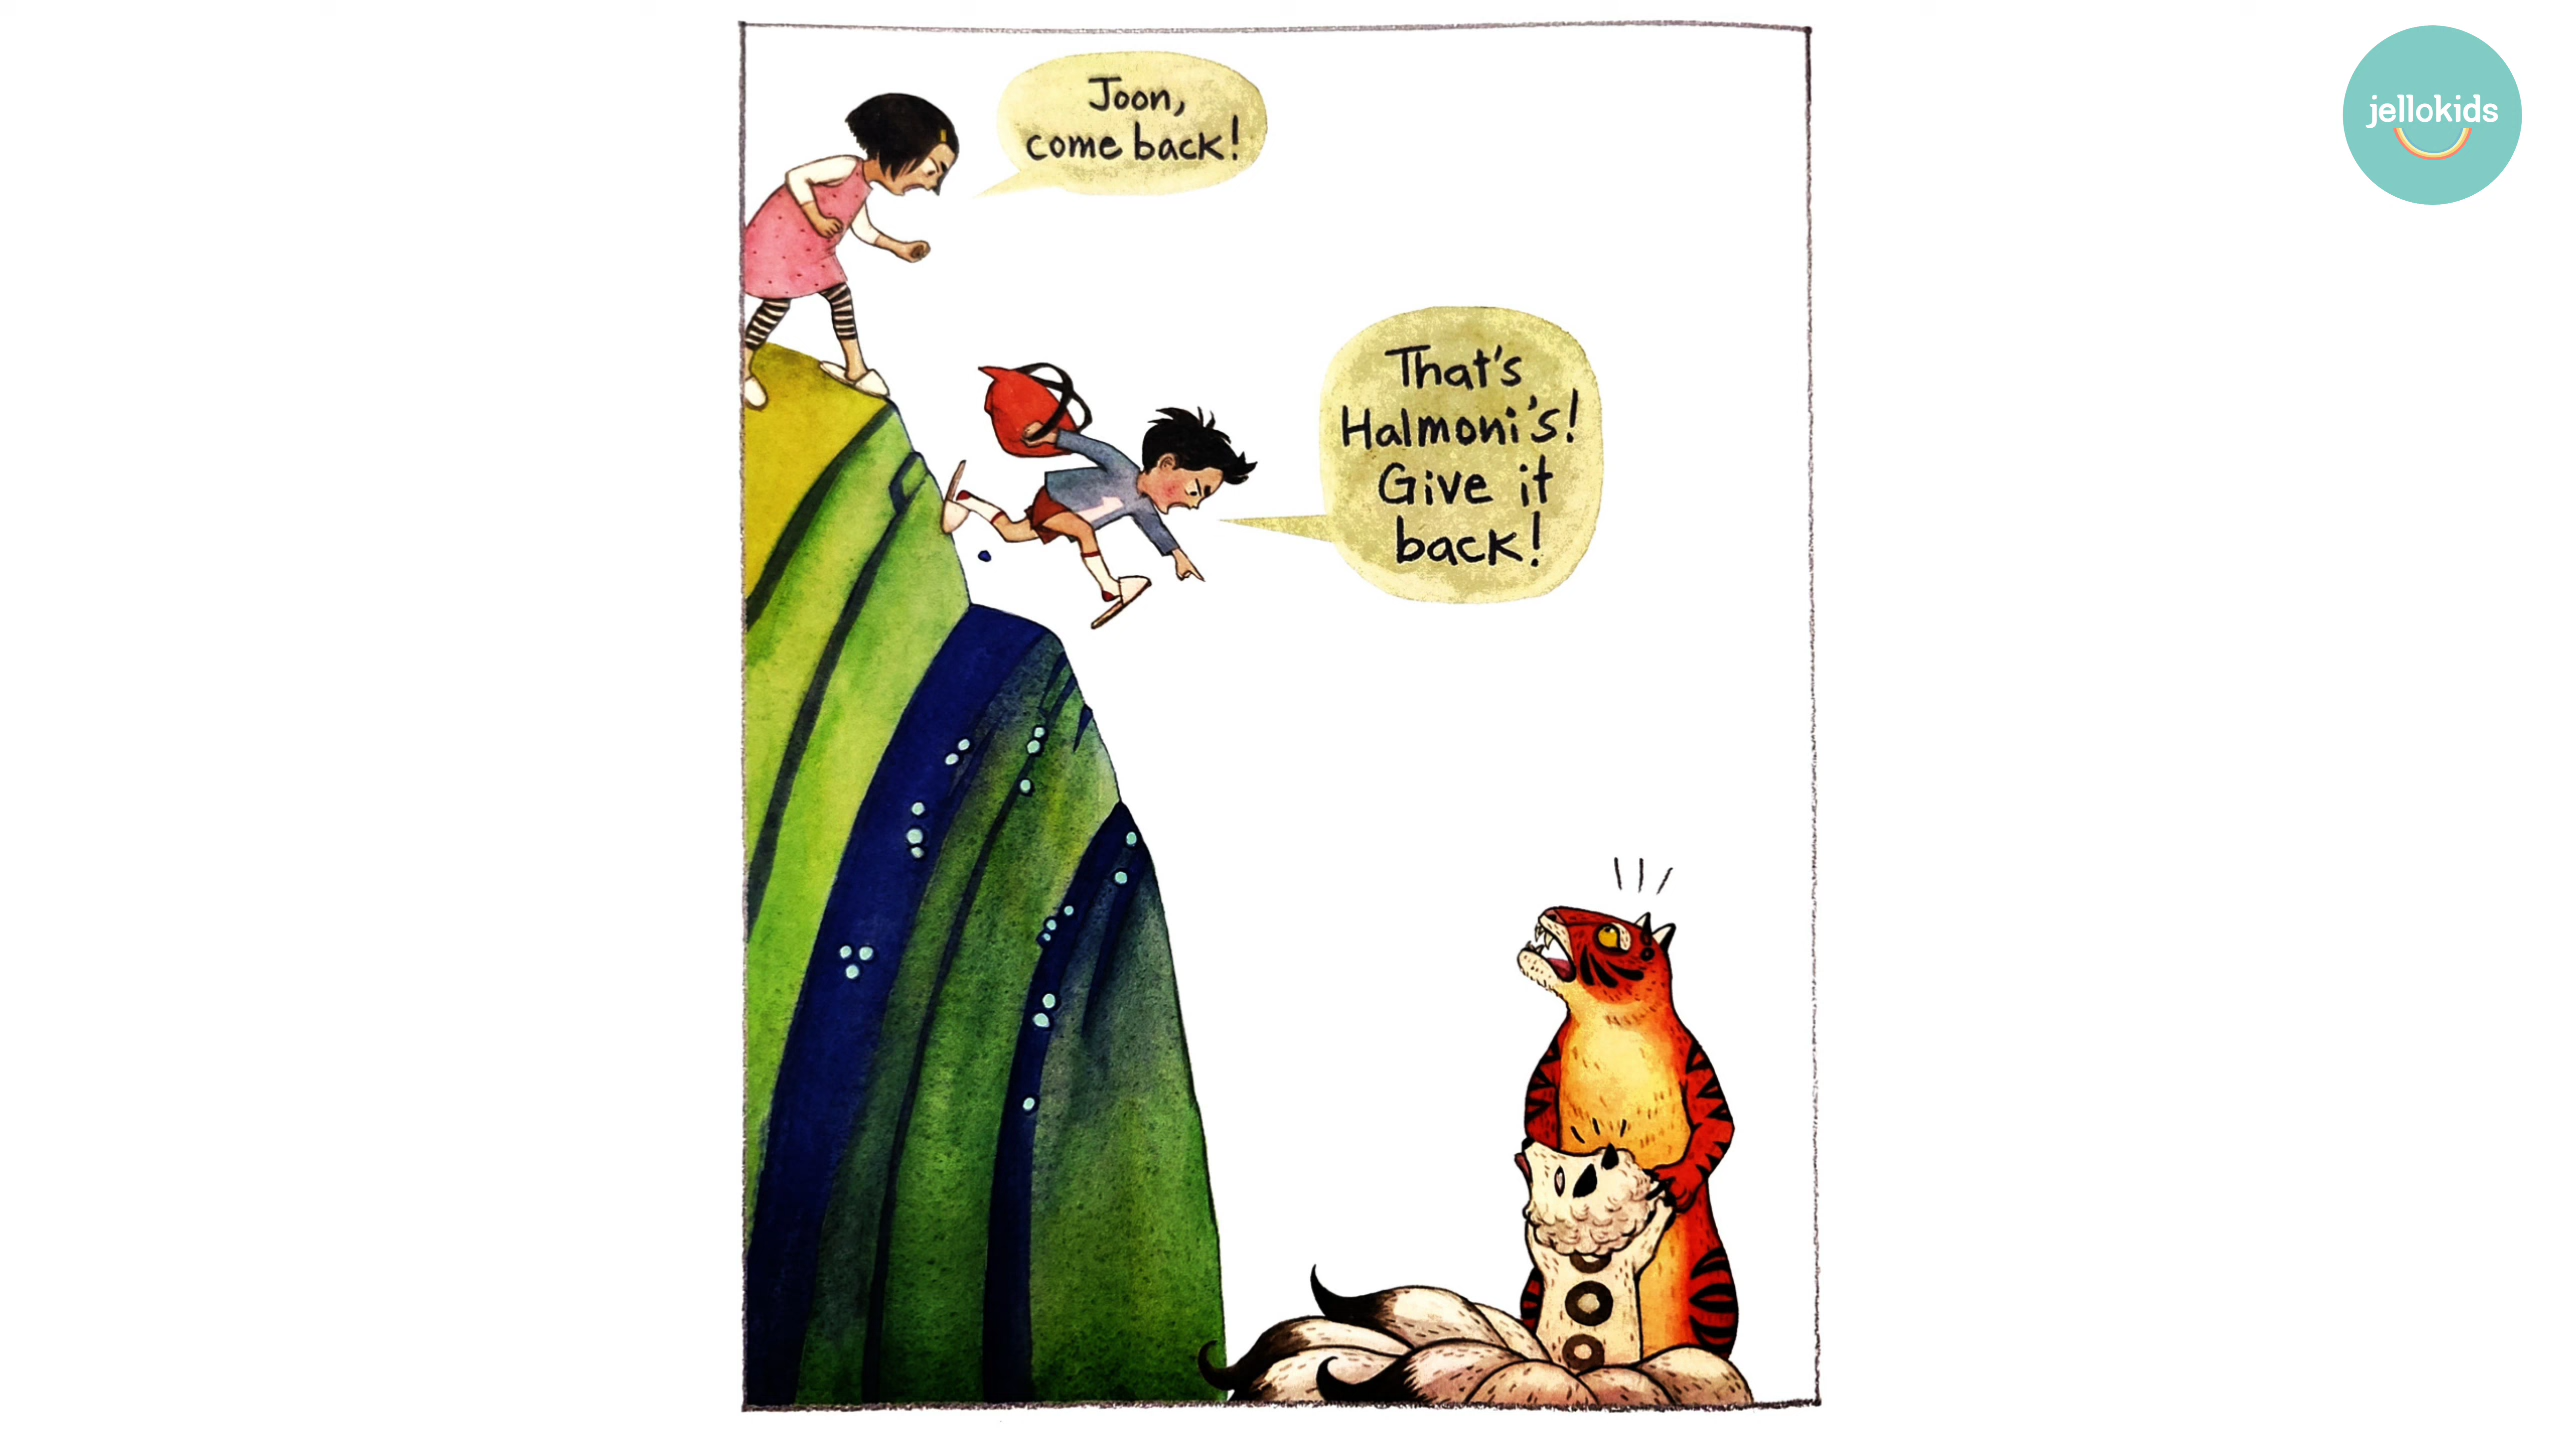 Joon,
come back!
That's
Halmoni's!
Give it
back!
jellokids